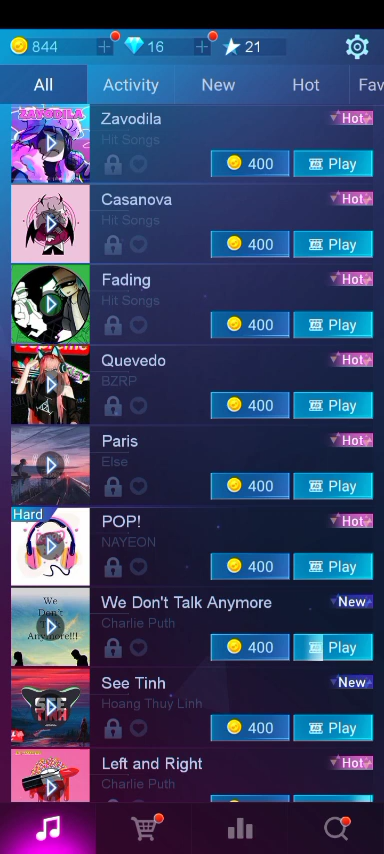 844
16
21
All Activity New Hot Fav
ZAVODILA
Zavodila
Hot
Hit Songs
400 Play
Casanova
Hot
Hit Songs
400 Play
Fading
Hot
Hit Songs
400 Play
Quevedo
Hot
BZRP
400 Play
Paris
Hot
Else
400 Play
Hard
POP!
Hot
NAYEON
400 Play
We
Don't
Talk
Anymore!!!
We Don't Talk Anymore
New
Charlie Puth
400 Play
SEE
TINH
See Tinh
New
Hoang Thuy Linh
400 Play
Left and Right
Hot
Charlie Puth